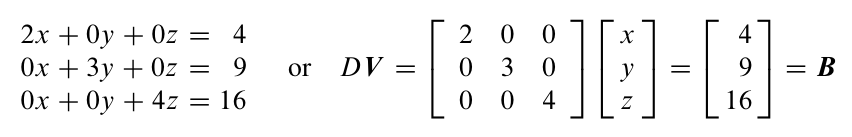 2x + 0y + 0z = 4
0x + 3y + 0z = 9 or DV = [2 0 0; 0 3 0; 0 0 4] [x; y; z] = [4; 9; 16] = B
0x + 0y + 4z = 16